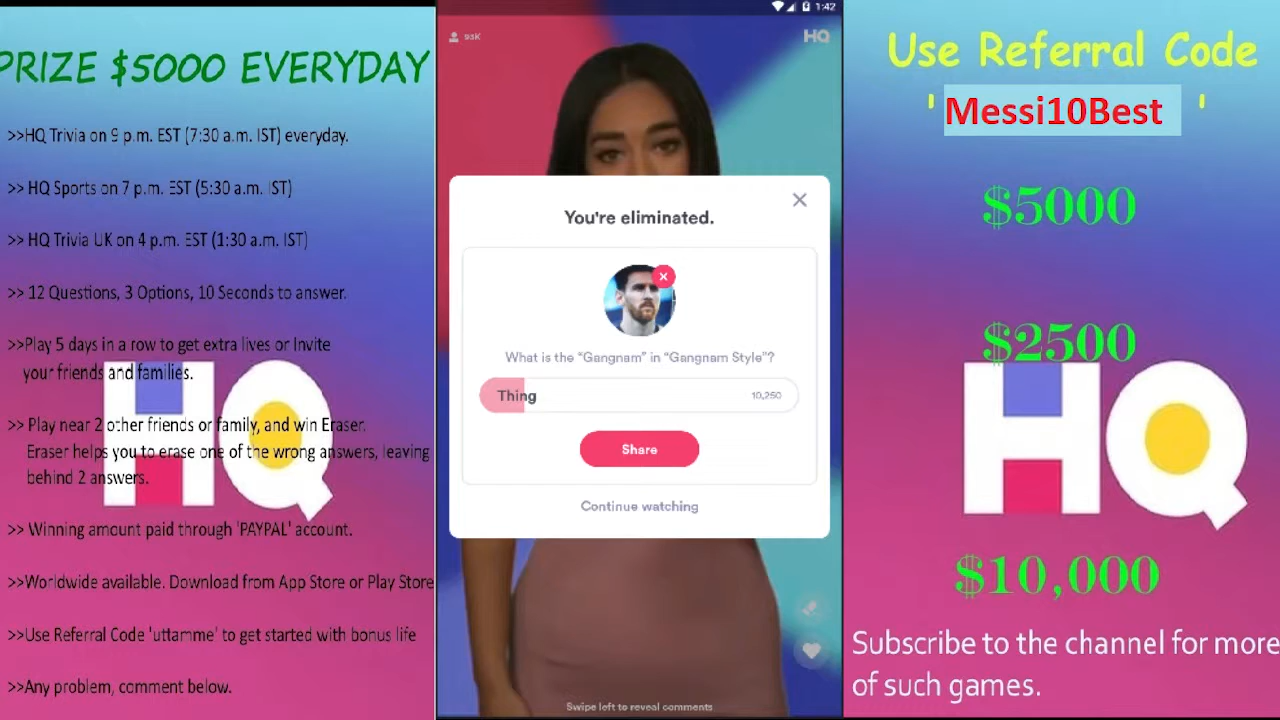 PRIZE $5000 EVERYDAY
>>HQ Trivia on 9 p.m. EST (7:30 a.m. IST) everyday.
>> HQ Sports on 7 p.m. EST (5:30 a.m. IST)
>> HQ Trivia UK on 4 p.m. EST (1:30 a.m. IST)
>> 12 Questions, 3 Options, 10 Seconds to answer.
>>Play 5 days in a row to get extra lives or Invite
your friends and families.
>> Play near 2 other friends or family, and win Eraser.
Eraser helps you to erase one of the wrong answers, leaving
behind 2 answers.
>> Winning amount paid through 'PAYPAL' account.
>>Worldwide available. Download from App Store or Play Store
>>Use Referral Code 'uttamme' to get started with bonus life
>>Any problem, comment below.
HQ
1:42
93K
HQ
You're eliminated.
What is the “Gangnam” in “Gangnam Style”?
Thing 10,250
Share
Continue watching
Swipe left to reveal comments
Use Referral Code
' Messi10Best '
$5000
$2500
HQ
$10,000
Subscribe to the channel for more
of such games.